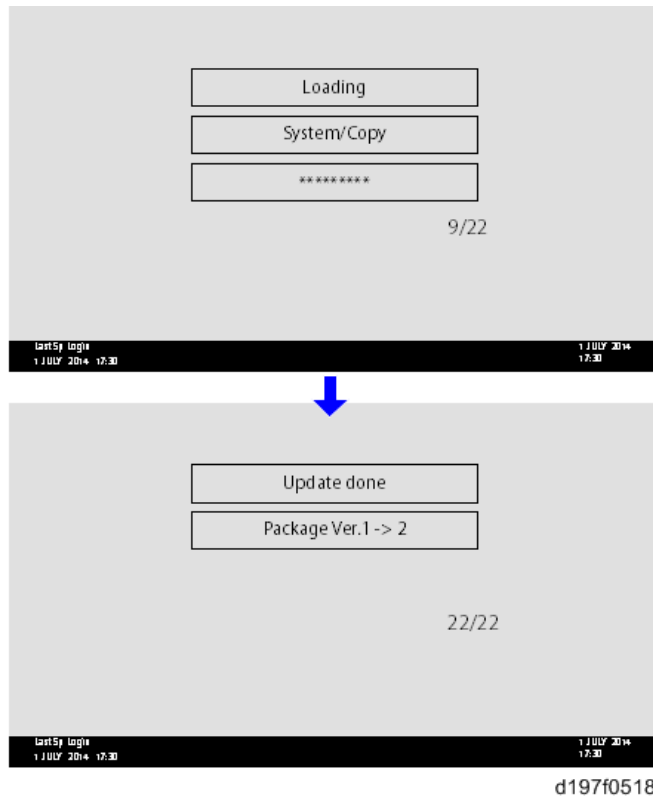 Loading
System/Copy
*********
9/22
Last Sp Login
1 JULY 2014 17:30
1 JULY 2014
17:30
Update done
Package Ver.1 -> 2
22/22
Last Sp Login
1 JULY 2014 17:30
1 JULY 2014
17:30
d197f0518